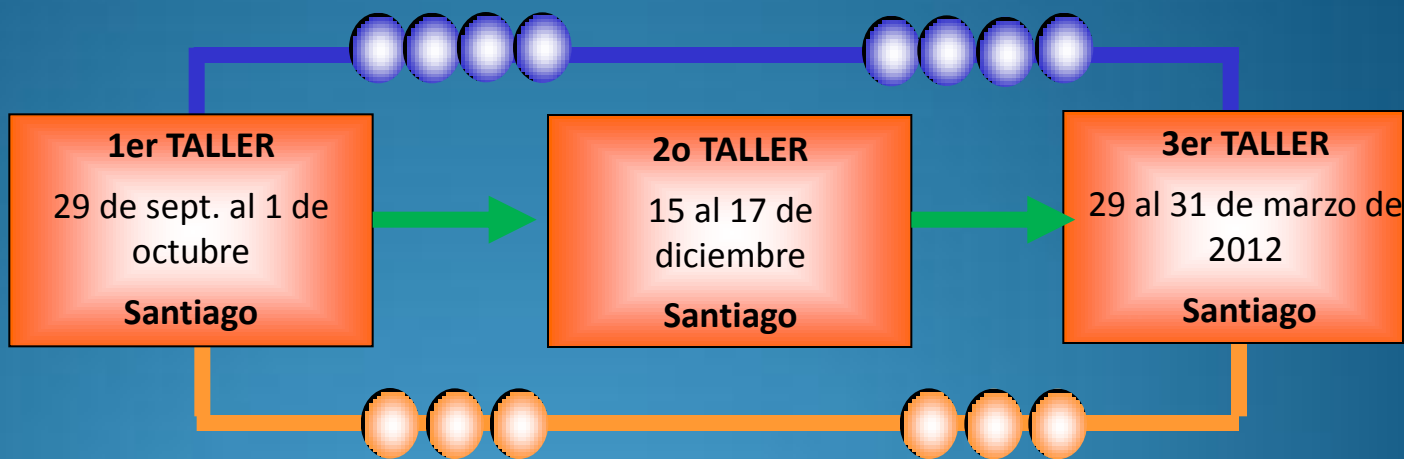 1er TALLER
29 de sept. al 1 de
octubre
Santiago
2o TALLER
15 al 17 de
diciembre
Santiago
3er TALLER
29 al 31 de marzo de
2012
Santiago